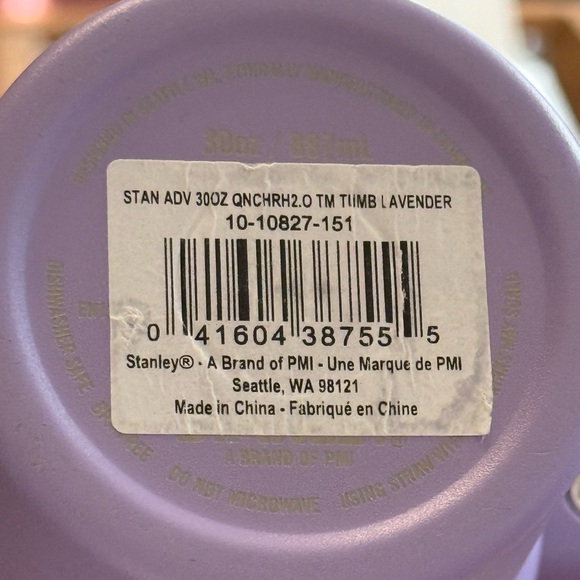 30oz / 887mL
STAN ADV 30OZ QNCHRH2.O TM TUMB LAVENDER
10-10827-151
0 41604 38755 5
Stanley® - A Brand of PMI - Une Marque de PMI
Seattle, WA 98121
Made in China - Fabriqué en Chine
A BRAND OF PMI
DISHWASHER SAFE
DO NOT MICROWAVE
USING STRAW